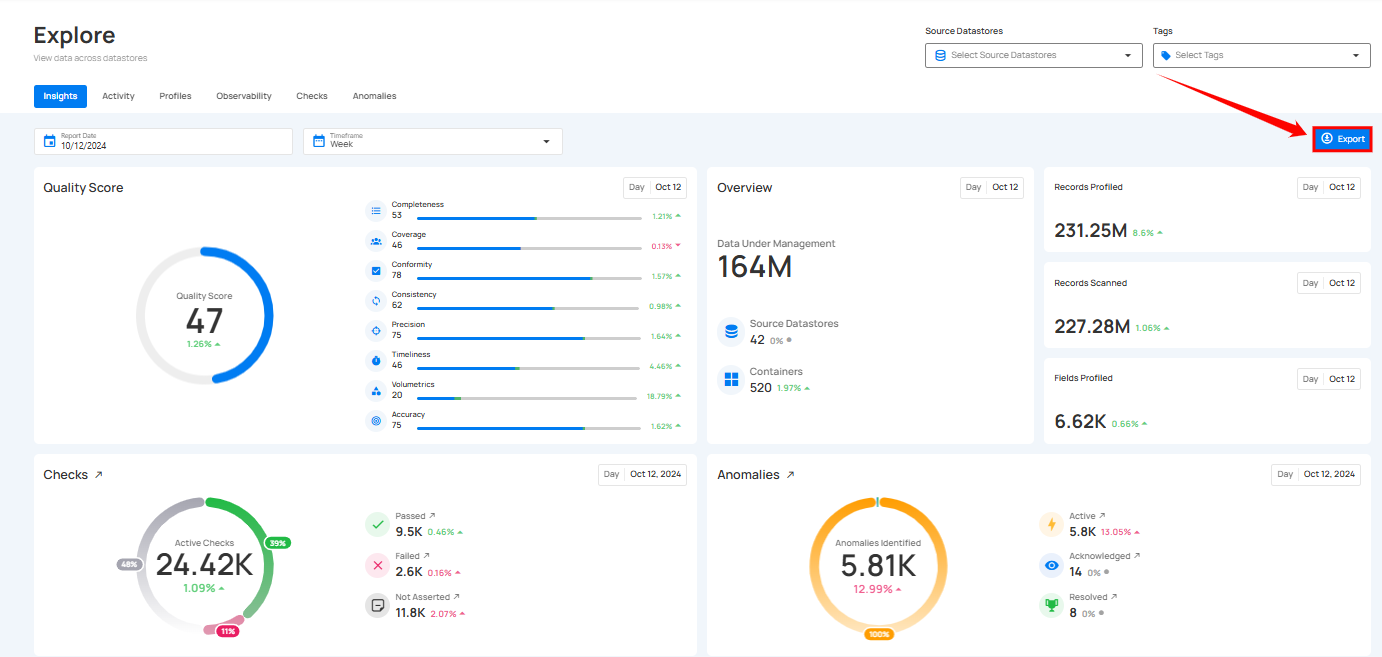 Explore
View data across datastores
Source Datastores
Select Source Datastores
Tags
Select Tags
Insights Activity Profiles Observability Checks Anomalies
Report Date
10/12/2024
Timeframe
Week
Export
Quality Score
Day Oct 12
Quality Score
47
1.26%
Completeness
53
1.21%
Coverage
46
0.13%
Conformity
78
1.57%
Consistency
62
0.98%
Precision
75
1.64%
Timeliness
46
4.46%
Volumetrics
20
18.79%
Accuracy
75
1.62%
Overview
Day Oct 12
Data Under Management
164M
Source Datastores
42 0%
Containers
520 1.97%
Records Profiled
Day Oct 12
231.25M 8.6%
Records Scanned
Day Oct 12
227.28M 1.06%
Fields Profiled
Day Oct 12
6.62K 0.66%
Checks
Day Oct 12, 2024
Active Checks
24.42K
1.09%
39%
48%
11%
Passed
9.5K 0.46%
Failed
2.6K 0.16%
Not Asserted
11.8K 2.07%
Anomalies
Day Oct 12, 2024
Anomalies Identified
5.81K
12.99%
100%
Active
5.8K 13.05%
Acknowledged
14 0%
Resolved
8 0%